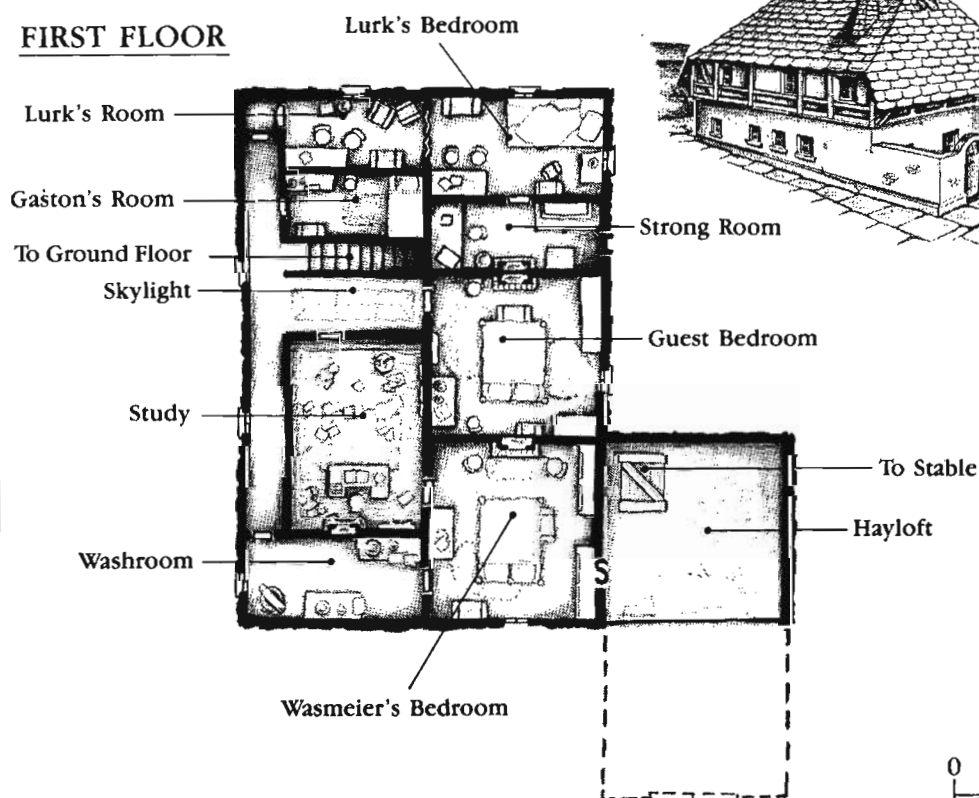 FIRST FLOOR
Lurk's Bedroom
Lurk's Room
Gaston's Room
Strong Room
To Ground Floor
Skylight
Guest Bedroom
Study
To Stable
Hayloft
Washroom
S
Wasmeier's Bedroom
0